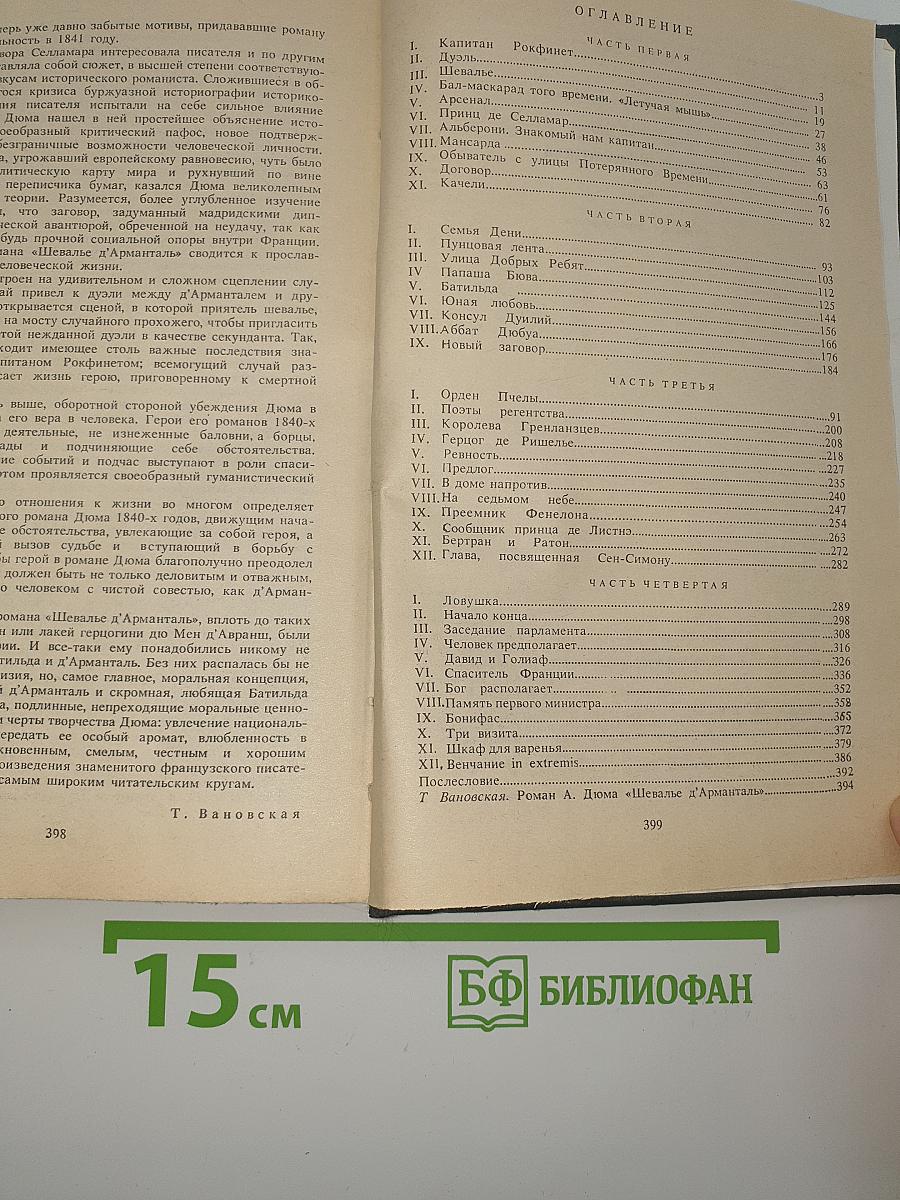 ерь уже давно забытые мотивы, придававшие роману
льность в 1841 году.
вора Селламара интересовала писателя и по другим
тавляла собой сюжет, в высшей степени соответствую-
вкусам исторического романиста. Сложившиеся в об-
гося кризиса буржуазной историографии историко-
ния писателя испытали на себе сильное влияние
Дюма нашел в ней простейшее объяснение исто-
воеобразный критический пафос, новое подтверж-
безграничные возможности человеческой личности.
а, угрожавший европейскому равновесию, чуть было
литическую карту мира и рухнувший по вине
переписчика бумаг, казался Дюма великолепным
теории. Разумеется, более углубленное изучение
и, что заговор, задуманный мадридскими дип-
ческой авантюрой, обреченной на неудачу, так как
будь прочной социальной опоры внутри Франции.
мана «Шевалье д'Арманталь» сводится к прослав-
еловеческой жизни.
троен на удивительном и сложном сцеплении слу-
ай привел к дуэли между д'Арманталем и дру-
открывается сценой, в которой приятель шевалье,
на мосту случайного прохожего, чтобы пригласить
той нежданной дуэли в качестве секунданта. Так,
ходит имеющее столь важные последствия зна-
апитаном Рокфинетом; всемогущий случай раз-
сает жизнь герою, приговоренному к смертной
ь выше, оборотной стороной убеждения Дюма в
его вера в человека. Герои его романов 1840-х
деятельные, не изнеженные баловни, а борцы,
ады и подчиняющие себе обстоятельства.
ие событий и подчас выступают в роли спаси-
этом проявляется своеобразный гуманистический
о отношения к жизни во многом определяет
ого романа Дюма 1840-х годов, движущим нача-
е обстоятельства, увлекающие за собой героя, а
й вызов судьбе и вступающий в борьбу с
бы герой в романе Дюма благополучно преодолел
должен быть не только деловитым и отважным,
о человеком с чистой совестью, как д'Арман-
романа «Шевалье д'Арманталь», вплоть до таких
н или лакей герцогини дю Мен д'Авранш, были
рии. И все-таки ему понадобились никому не
тильда и д'Арманталь. Без них распалась бы не
изия, но, самое главное, моральная концепция,
й д'Арманталь и скромная, любящая Батильда
а, подлинные, непреходящие моральные ценно-
и черты творчества Дюма: увлечение националь-
ередать ее особый аромат, влюбленность в
кновенным, смелым, честным и хорошим
роизведения знаменитого французского писате-
самым широким читательским кругам.
Т. Вановская
398
ОГЛАВЛЕНИЕ
ЧАСТЬ ПЕРВАЯ
I. Капитан Рокфинет 3
II. Дуэль 11
III. Шевалье 19
IV. Бал-маскарад того времени. «Летучая мышь» 27
V. Арсенал 38
VI. Принц де Селламар 46
VII. Альберони. Знакомый нам капитан 53
VIII. Мансарда 63
IX. Обыватель с улицы Потерянного Времени 61
X. Договор 76
XI. Качели 82
ЧАСТЬ ВТОРАЯ
I. Семья Дени 93
II. Пунцовая лента 103
III. Улица Добрых Ребят 112
IV Папаша Бюва 125
V. Батильда 144
VI. Юная любовь 156
VII. Консул Дуилий 166
VIII. Аббат Дюбуа 176
IX. Новый заговор 184
ЧАСТЬ ТРЕТЬЯ
I. Орден Пчелы 91
II. Поэты регентства 200
III. Королева Гренланзцев 208
IV. Герцог де Ришелье 218
V. Ревность 227
VI. Предлог 235
VII. В доме напротив 240
VIII. На седьмом небе 247
IX. Преемник Фенелона 254
X. Сообщник принца де Листнэ 263
XI. Бертран и Ратон 272
XII. Глава, посвященная Сен-Симону 282
ЧАСТЬ ЧЕТВЕРТАЯ
I. Ловушка 289
II. Начало конца 298
III. Заседание парламента 308
IV. Человек предполагает 316
V. Давид и Голиаф 326
VI. Спаситель Франции 336
VII. Бог располагает 352
VIII. Память первого министра 358
IX. Бонифас 365
X. Три визита 372
XI. Шкаф для варенья 379
XII. Венчание in extremis 386
Послесловие 392
Т Вановская. Роман А. Дюма «Шевалье д'Арманталь» 394
399
15 см
БФ БИБЛИОФАН